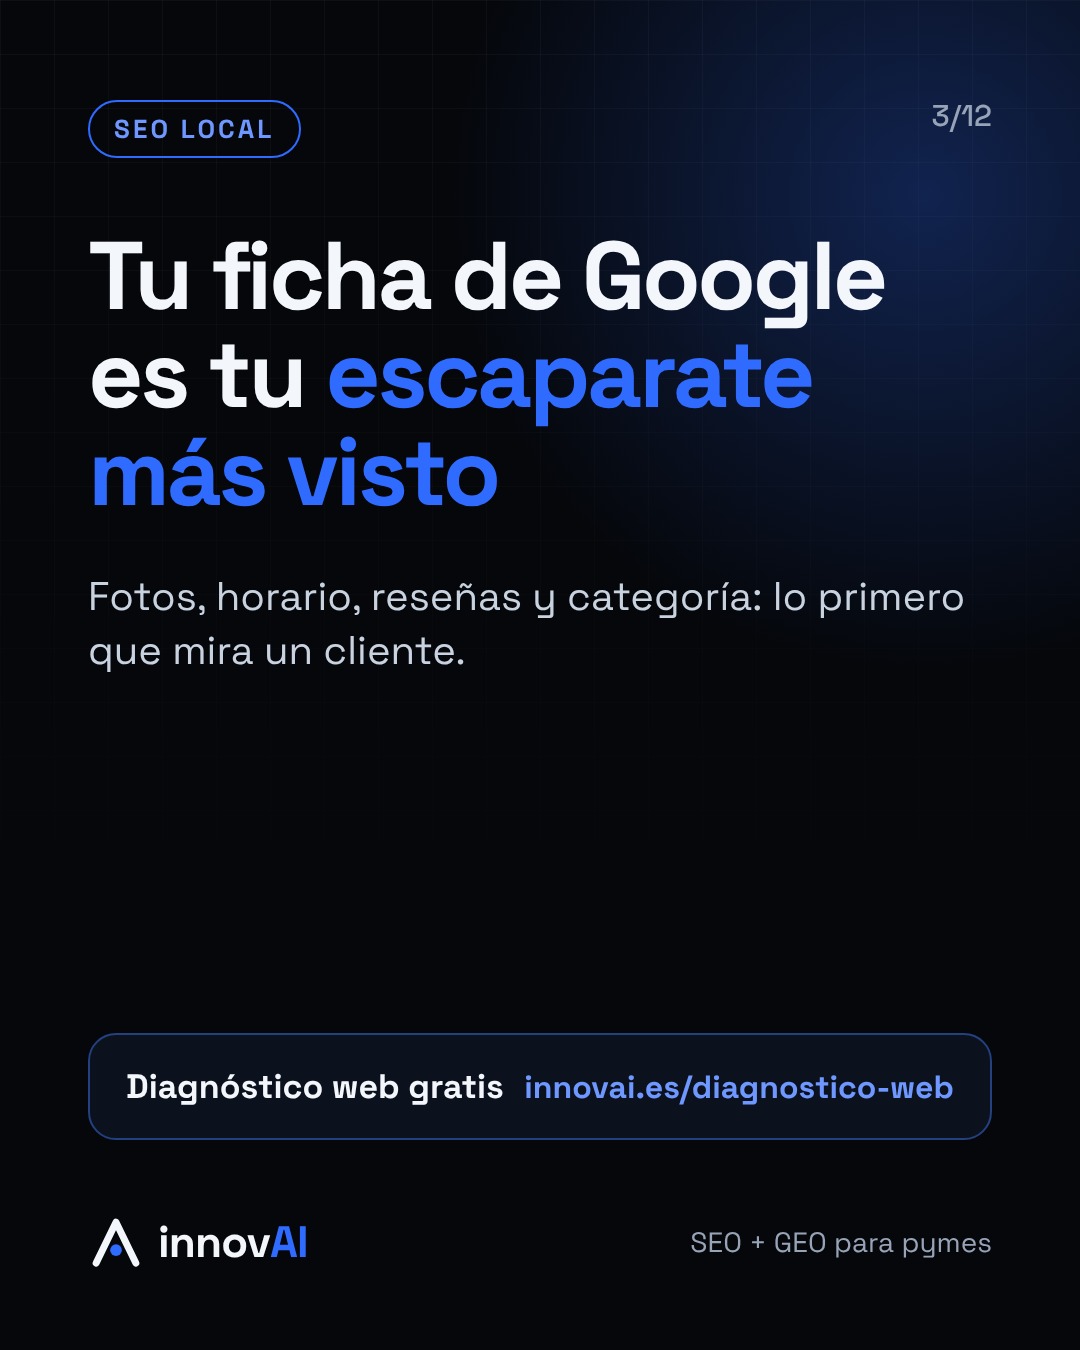 SEO LOCAL
3/12
Tu ficha de Google
es tu escaparate
más visto
Fotos, horario, reseñas y categoría: lo primero
que mira un cliente.
Diagnóstico web gratis innovai.es/diagnostico-web
innovAI
SEO + GEO para pymes